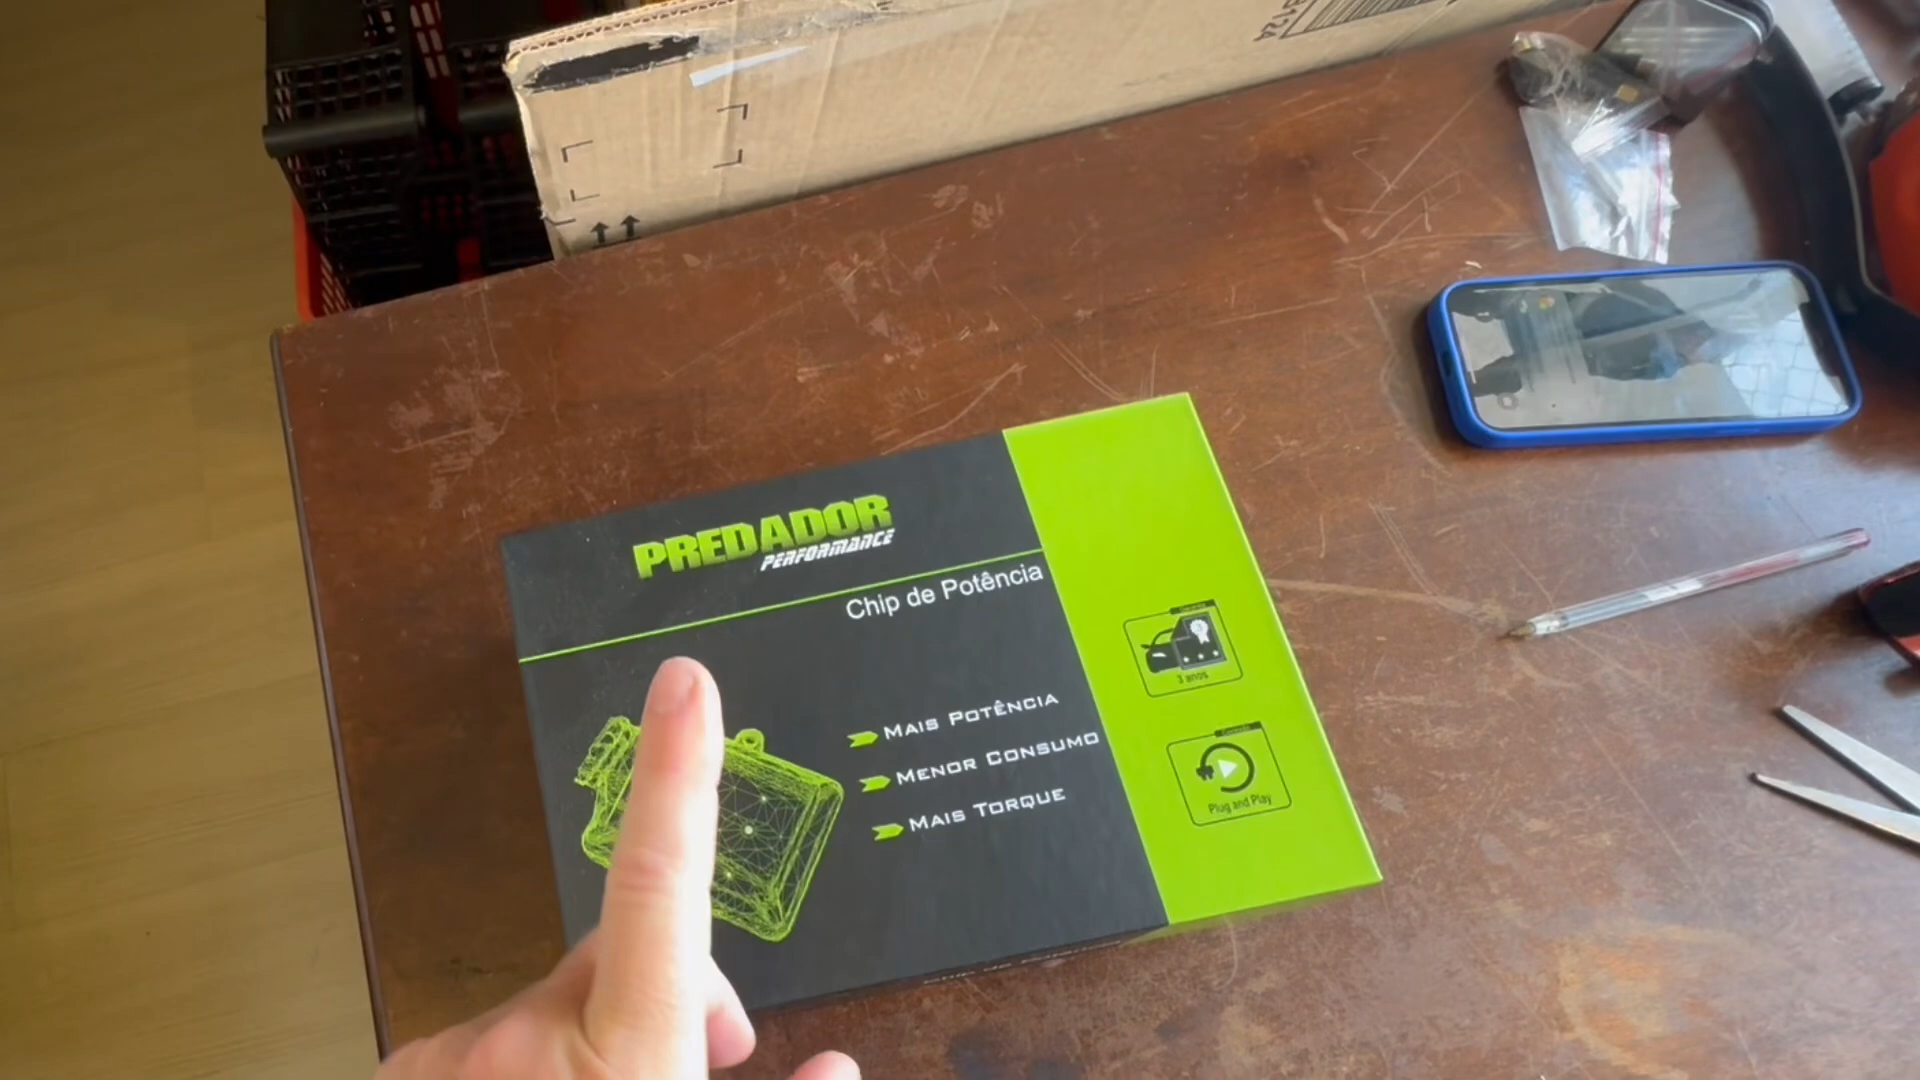 PREDADOR
PERFORMANCE
Chip de Potência
MAIS POTÊNCIA
MENOR CONSUMO
MAIS TORQUE
3 anos
Plug and Play